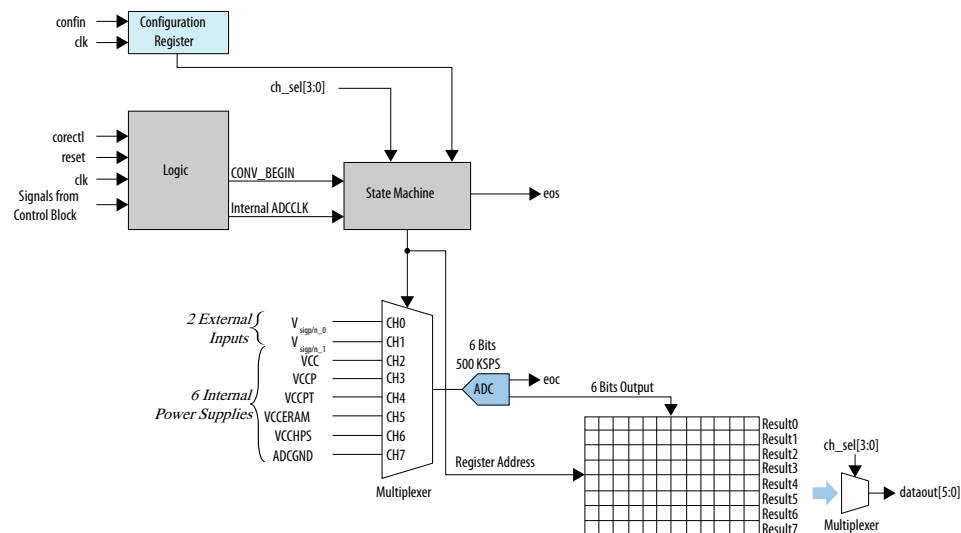 confin
clk
Configuration
Register
ch_sel[3:0]
corectl
reset
clk
Signals from
Control Block
Logic
CONV_BEGIN
Internal ADCCLK
State Machine
eos
2 External
Inputs
6 Internal
Power Supplies
V sigp/n_0
V sigp/n_1
VCC
VCCP
VCCPT
VCCERAM
VCCHPS
ADCGND
CH0
CH1
CH2
CH3
CH4
CH5
CH6
CH7
Multiplexer
6 Bits
500 KSPS
ADC
eoc
6 Bits Output
Register Address
Result0
Result1
Result2
Result3
Result4
Result5
Result6
Result7
ch_sel[3:0]
dataout[5:0]
Multiplexer